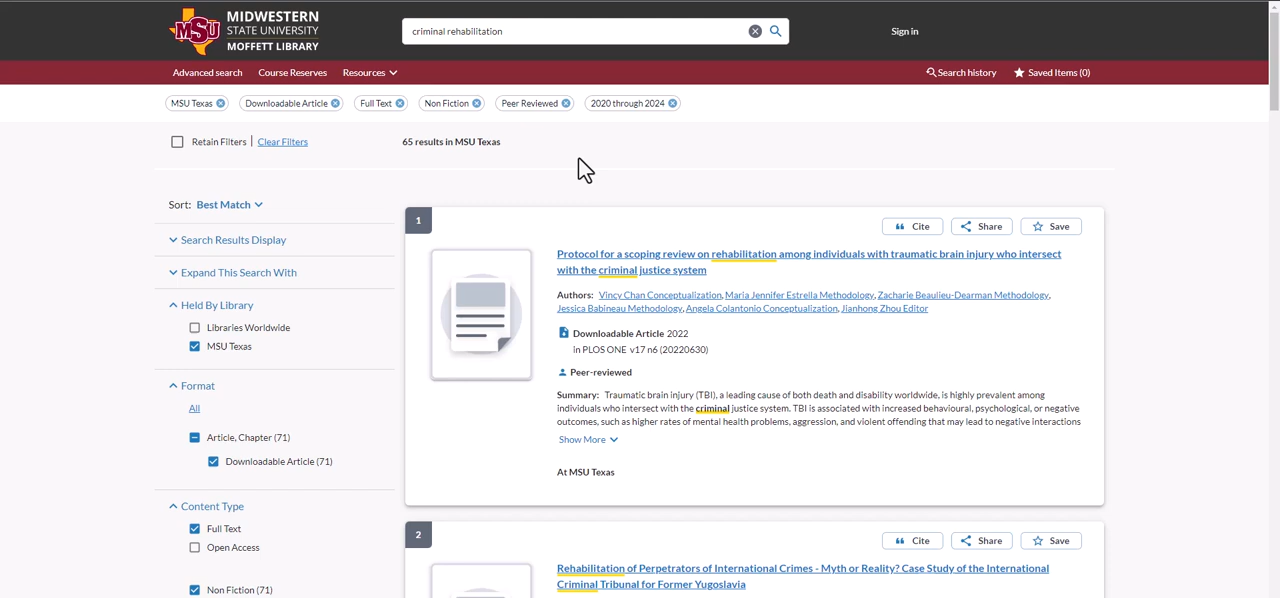 MIDWESTERN
STATE UNIVERSITY
MOFFETT LIBRARY
MSU
criminal rehabilitation
Sign in
Advanced search Course Reserves Resources
Search history Saved Items (0)
MSU Texas Downloadable Article Full Text Non Fiction Peer Reviewed 2020 through 2024
Retain Filters | Clear Filters
65 results in MSU Texas
Sort: Best Match
Search Results Display
Expand This Search With
Held By Library
Libraries Worldwide
MSU Texas
Format
All
Article, Chapter (71)
Downloadable Article (71)
Content Type
Full Text
Open Access
Non Fiction (71)
1
Cite Share Save
Protocol for a scoping review on rehabilitation among individuals with traumatic brain injury who intersect
with the criminal justice system
Authors: Vincy Chan Conceptualization, Maria Jennifer Estrella Methodology, Zacharie Beaulieu-Dearman Methodology,
Jessica Babineau Methodology, Angela Colantonio Conceptualization, Jianhong Zhou Editor
Downloadable Article 2022
in PLOS ONE v17 n6 (20220630)
Peer-reviewed
Summary: Traumatic brain injury (TBI), a leading cause of both death and disability worldwide, is highly prevalent among
individuals who intersect with the criminal justice system. TBI is associated with increased behavioural, psychological, or negative
outcomes, such as higher rates of mental health problems, aggression, and violent offending that may lead to negative interactions
Show More
At MSU Texas
2
Cite Share Save
Rehabilitation of Perpetrators of International Crimes - Myth or Reality? Case Study of the International
Criminal Tribunal for Former Yugoslavia